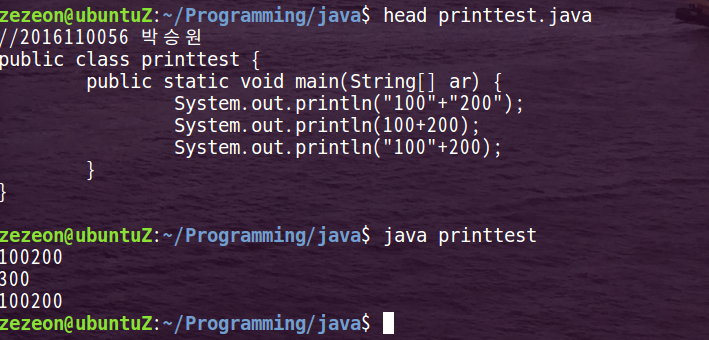 zezeon@ubuntuZ:~/Programming/java$ head printtest.java
//2016110056 박승원
public class printtest {
        public static void main(String[] ar) {
                System.out.println("100"+"200");
                System.out.println(100+200);
                System.out.println("100"+200);
        }
}
zezeon@ubuntuZ:~/Programming/java$ java printtest
100200
300
100200
zezeon@ubuntuZ:~/Programming/java$